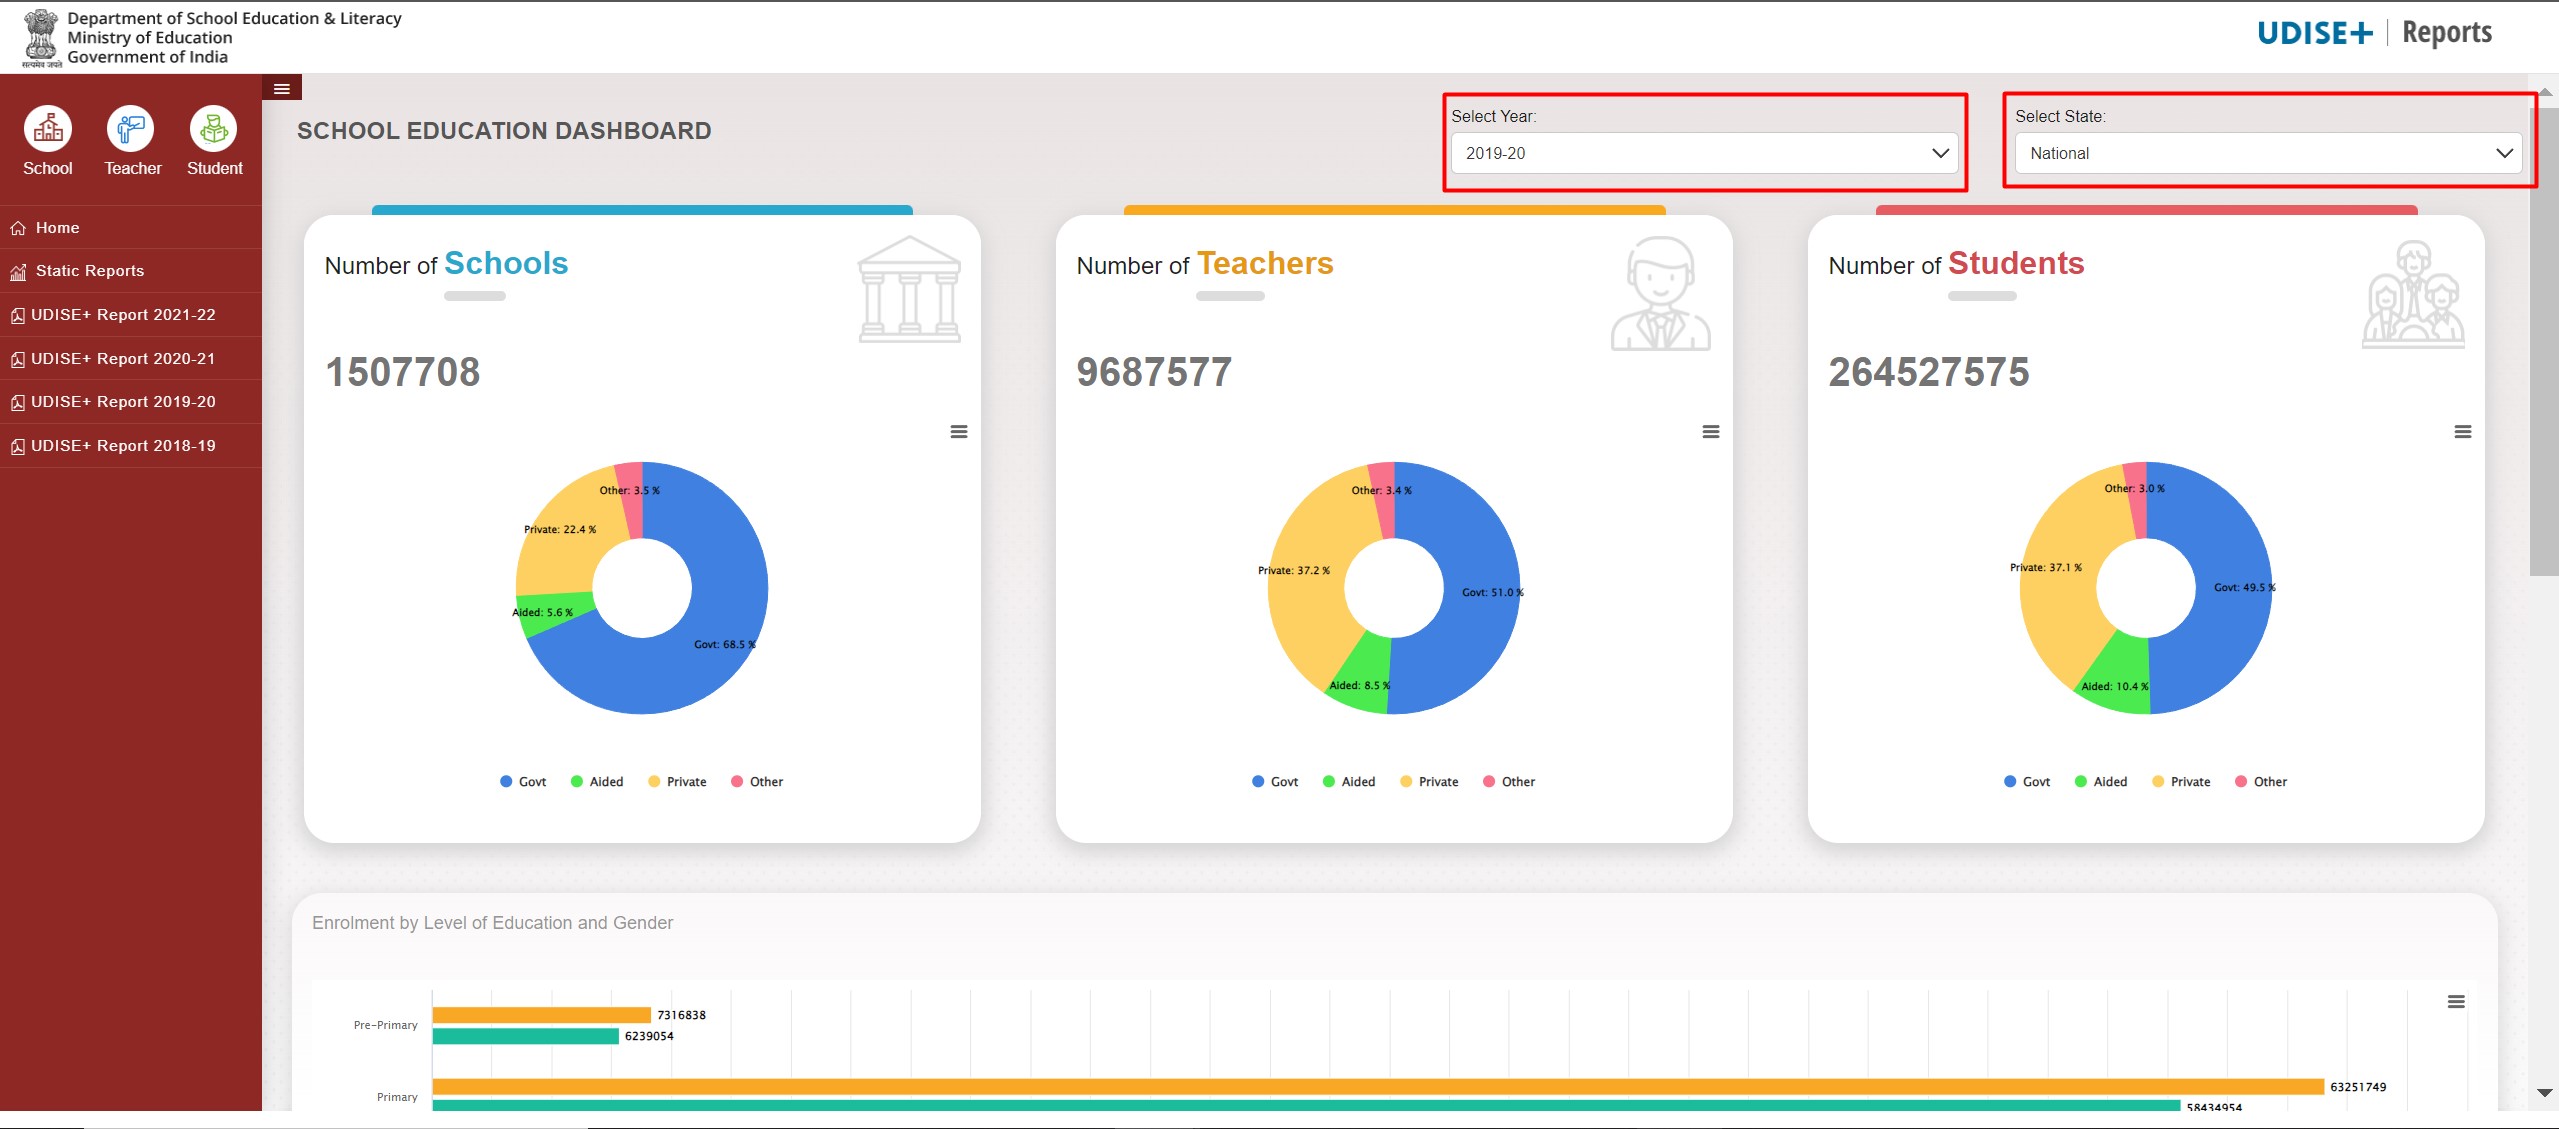 Department of School Education & Literacy
Ministry of Education
Government of India
सत्यमेव जयते
UDISE+ | Reports
School
Teacher
Student
Home
Static Reports
UDISE+ Report 2021-22
UDISE+ Report 2020-21
UDISE+ Report 2019-20
UDISE+ Report 2018-19
SCHOOL EDUCATION DASHBOARD
Select Year:
2019-20
Select State:
National
Number of Schools
1507708
Other: 3.5 %
Private: 22.4 %
Aided: 5.6 %
Govt: 68.5 %
Govt Aided Private Other
Number of Teachers
9687577
Other: 3.4 %
Private: 37.2 %
Govt: 51.0 %
Aided: 8.5 %
Govt Aided Private Other
Number of Students
264527575
Other: 3.0 %
Private: 37.1 %
Govt: 49.5 %
Aided: 10.4 %
Govt Aided Private Other
Enrolment by Level of Education and Gender
Pre-Primary
7316838
6239054
Primary
63251749
58434954